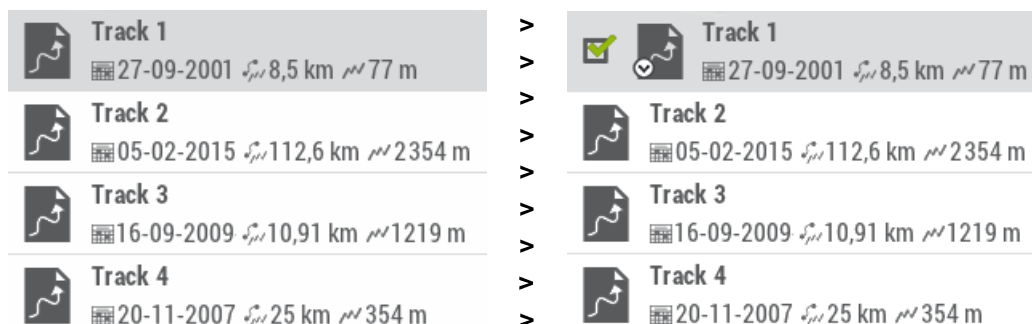 Track 1
27-09-2001 8,5 km 77 m
Track 2
05-02-2015 112,6 km 2354 m
Track 3
16-09-2009 10,91 km 1219 m
Track 4
20-11-2007 25 km 354 m
>
>
>
>
>
>
>
>
>
Track 1
27-09-2001 8,5 km 77 m
Track 2
05-02-2015 112,6 km 2354 m
Track 3
16-09-2009 10,91 km 1219 m
Track 4
20-11-2007 25 km 354 m